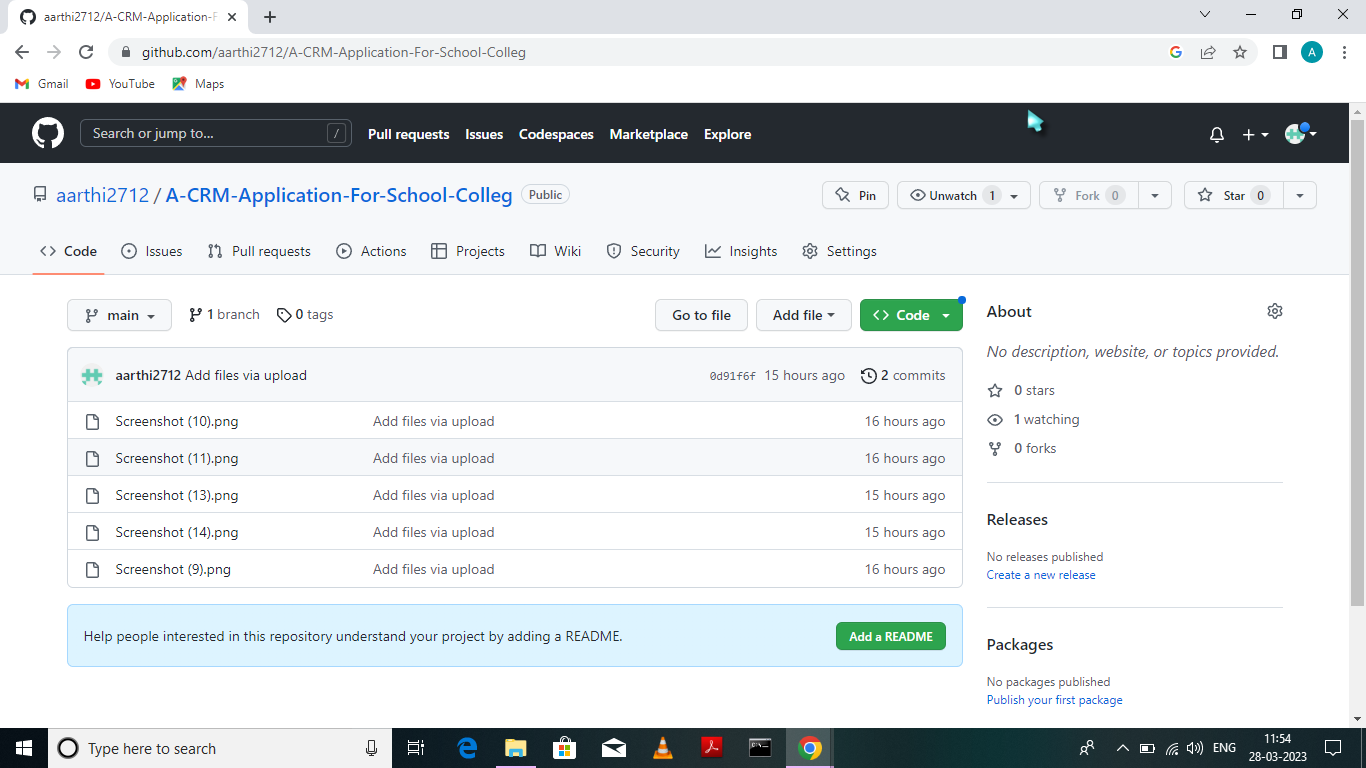 aarthi2712/A-CRM-Application-F
github.com/aarthi2712/A-CRM-Application-For-School-Colleg
A
Gmail YouTube Maps
Search or jump to... / Pull requests Issues Codespaces Marketplace Explore
aarthi2712 / A-CRM-Application-For-School-Colleg Public Pin Unwatch 1 Fork 0 Star 0
Code Issues Pull requests Actions Projects Wiki Security Insights Settings
main 1 branch 0 tags Go to file Add file Code
aarthi2712 Add files via upload 0d91f6f 15 hours ago 2 commits
Screenshot (10).png Add files via upload 16 hours ago
Screenshot (11).png Add files via upload 16 hours ago
Screenshot (13).png Add files via upload 15 hours ago
Screenshot (14).png Add files via upload 15 hours ago
Screenshot (9).png Add files via upload 16 hours ago
Help people interested in this repository understand your project by adding a README. Add a README
About
No description, website, or topics provided.
0 stars
1 watching
0 forks
Releases
No releases published
Create a new release
Packages
No packages published
Publish your first package
Type here to search
ENG
11:54
28-03-2023